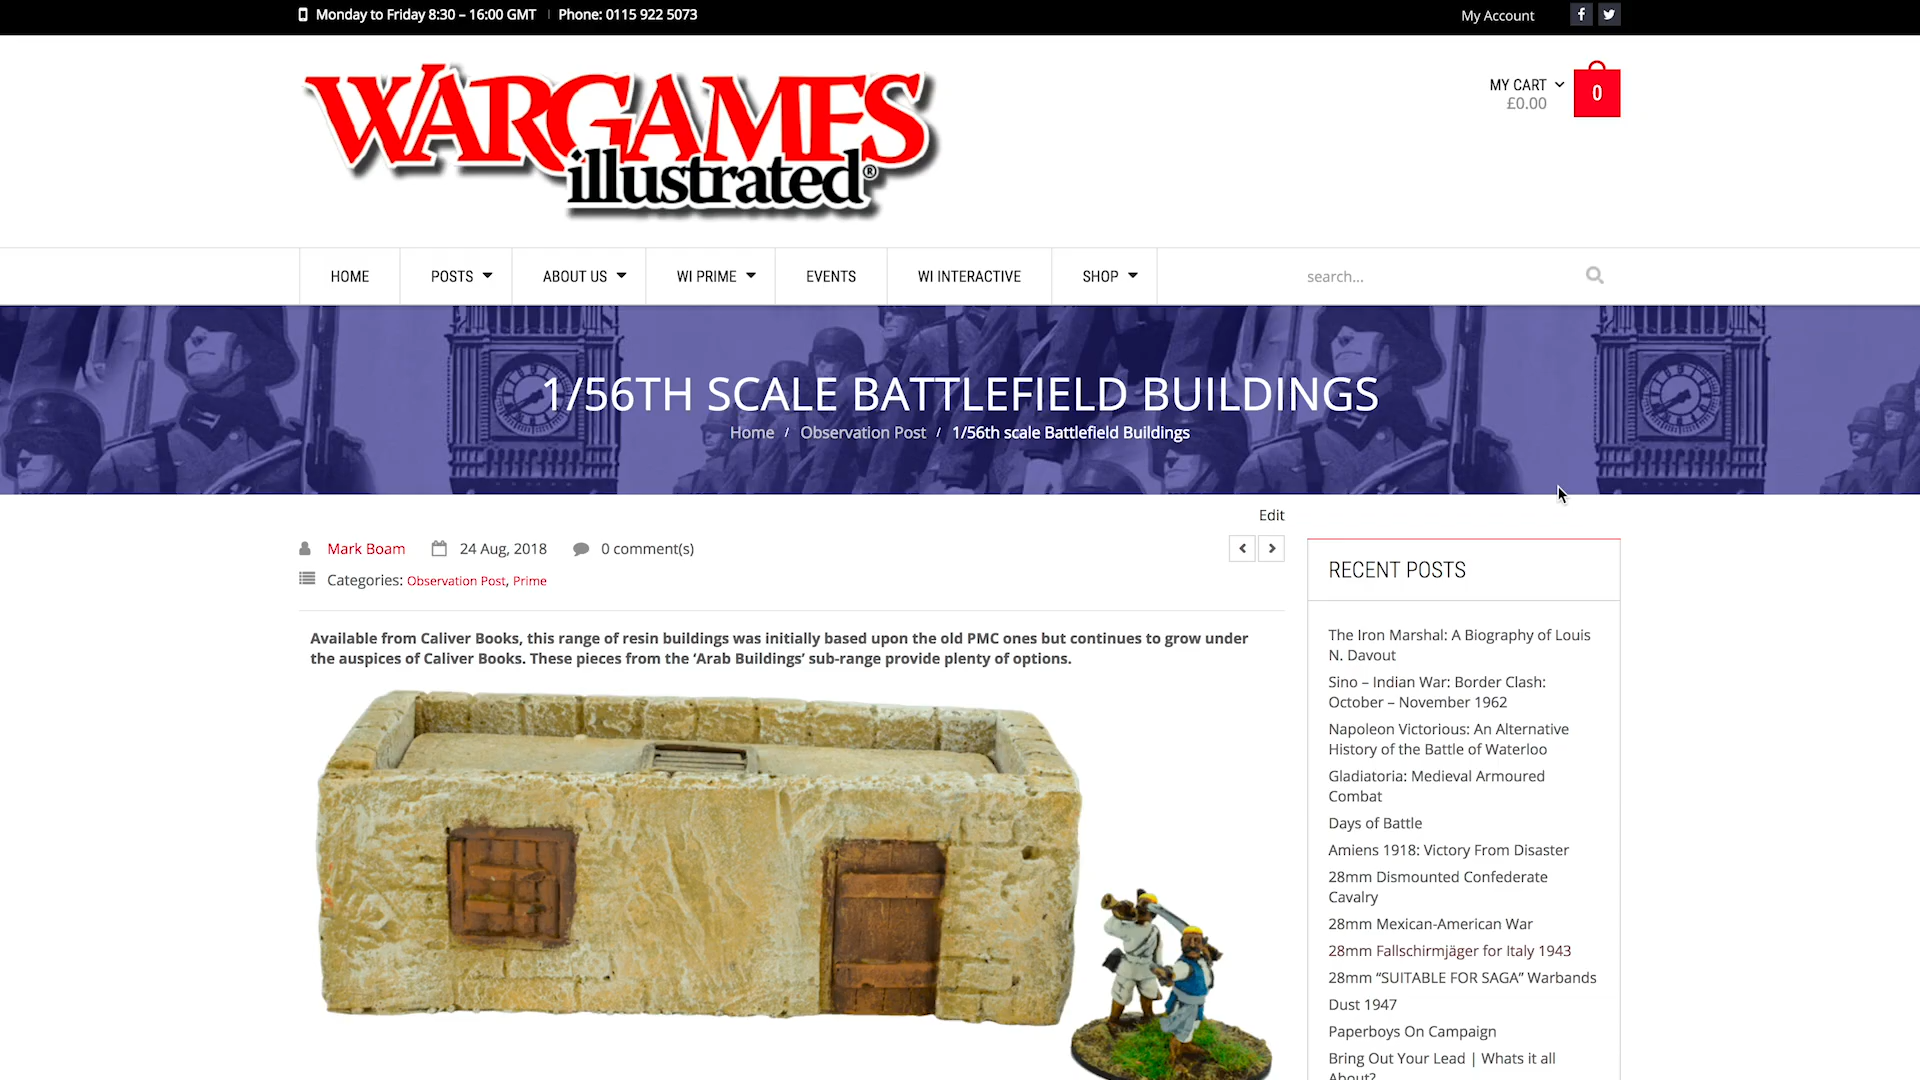 Monday to Friday 8:30 – 16:00 GMT | Phone: 0115 922 5073
My Account
WARGAMES
illustrated®
MY CART
£0.00
0
HOME
POSTS
ABOUT US
WI PRIME
EVENTS
WI INTERACTIVE
SHOP
search...
1/56TH SCALE BATTLEFIELD BUILDINGS
Home / Observation Post / 1/56th scale Battlefield Buildings
Edit
Mark Boam
24 Aug, 2018
0 comment(s)
Categories: Observation Post, Prime
Available from Caliver Books, this range of resin buildings was initially based upon the old PMC ones but continues to grow under
the auspices of Caliver Books. These pieces from the ‘Arab Buildings’ sub-range provide plenty of options.
RECENT POSTS
The Iron Marshal: A Biography of Louis
N. Davout
Sino – Indian War: Border Clash:
October – November 1962
Napoleon Victorious: An Alternative
History of the Battle of Waterloo
Gladiatoria: Medieval Armoured
Combat
Days of Battle
Amiens 1918: Victory From Disaster
28mm Dismounted Confederate
Cavalry
28mm Mexican-American War
28mm Fallschirmjäger for Italy 1943
28mm “SUITABLE FOR SAGA” Warbands
Dust 1947
Paperboys On Campaign
Bring Out Your Lead | Whats it all
About?